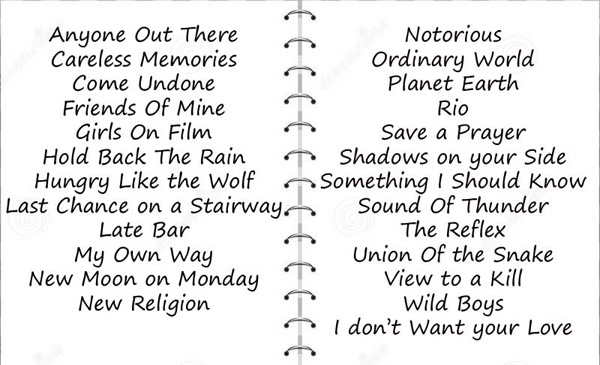 Anyone Out There
Careless Memories
Come Undone
Friends Of Mine
Girls On Film
Hold Back The Rain
Hungry Like the Wolf
Last Chance on a Stairway
Late Bar
My Own Way
New Moon on Monday
New Religion
Notorious
Ordinary World
Planet Earth
Rio
Save a Prayer
Shadows on your Side
Something I Should Know
Sound Of Thunder
The Reflex
Union Of the Snake
View to a Kill
Wild Boys
I don't Want your Love